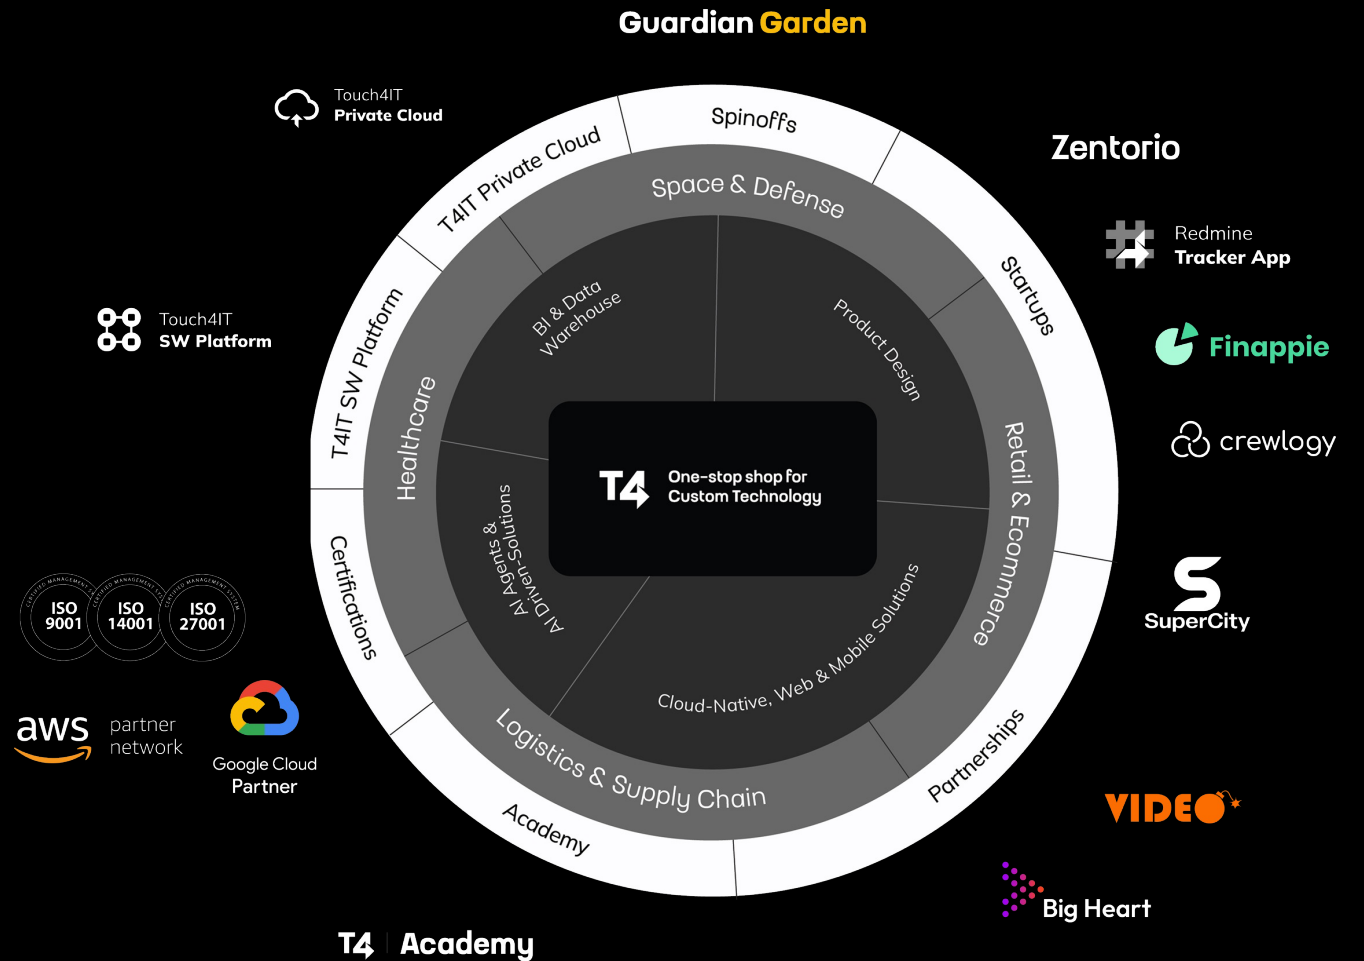 Guardian Garden
Touch4IT
Private Cloud
Spinoffs
T4IT Private Cloud
Zentorio
Space & Defense
Redmine
Tracker App
Startups
BI & Data
Warehouse
Product Design
Touch4IT
SW Platform
T4IT SW Platform
Finappie
Healthcare
Retail & Ecommerce
crewlogy
T4
One-stop shop for
Custom Technology
AI Agents &
AI Driven-Solutions
Certifications
CERTIFIED MANAGEMENT SYSTEM
ISO
9001
ISO
14001
ISO
27001
SuperCity
Cloud-Native, Web & Mobile Solutions
aws
partner
network
Google Cloud
Partner
Logistics & Supply Chain
Partnerships
Academy
VIDEO
Big Heart
T4 Academy